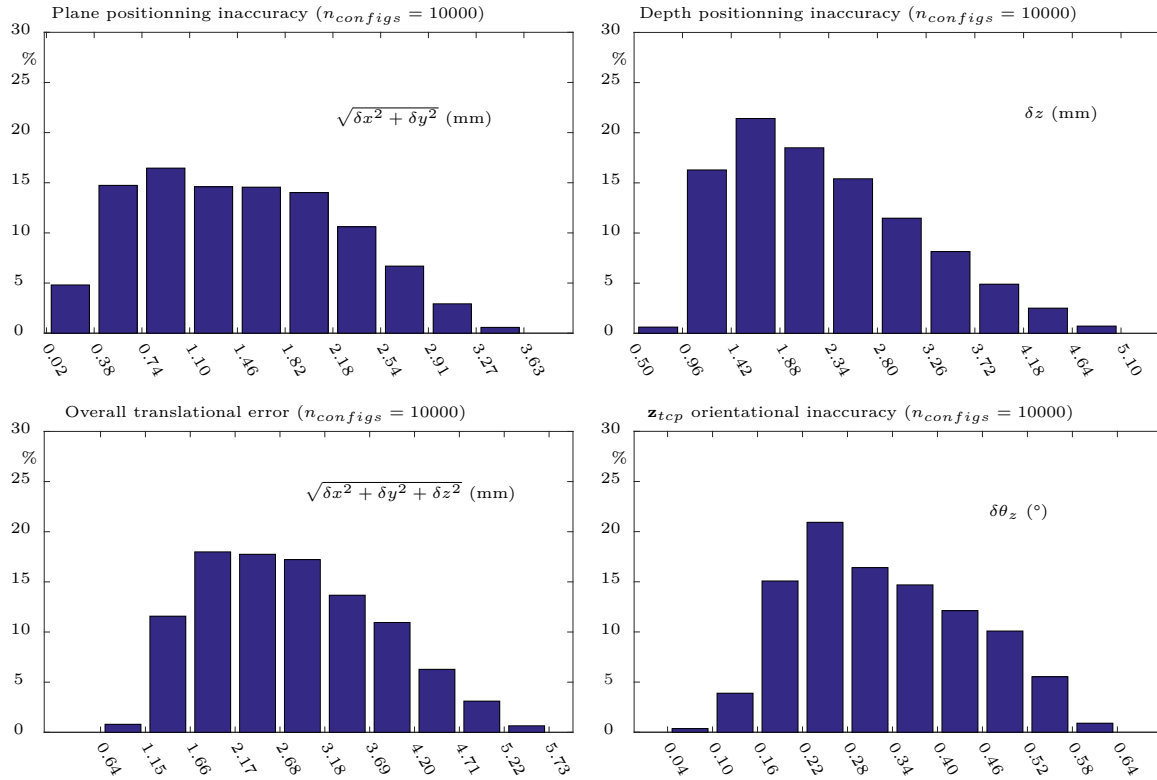 Plane positionning inaccuracy (n_configs = 10000)
30
%
25
20
15
10
5
0
√δx² + δy² (mm)
0.02 0.38 0.74 1.10 1.46 1.82 2.18 2.54 2.91 3.27 3.63
Depth positionning inaccuracy (n_configs = 10000)
30
%
25
20
15
10
5
0
δz (mm)
0.50 0.96 1.42 1.88 2.34 2.80 3.26 3.72 4.18 4.64 5.10
Overall translational error (n_configs = 10000)
30
%
25
20
15
10
5
0
√δx² + δy² + δz² (mm)
0.64 1.15 1.66 2.17 2.68 3.18 3.69 4.20 4.71 5.22 5.73
z_tcp orientational inaccuracy (n_configs = 10000)
30
%
25
20
15
10
5
0
δθ_z (°)
0.04 0.10 0.16 0.22 0.28 0.34 0.40 0.46 0.52 0.58 0.64